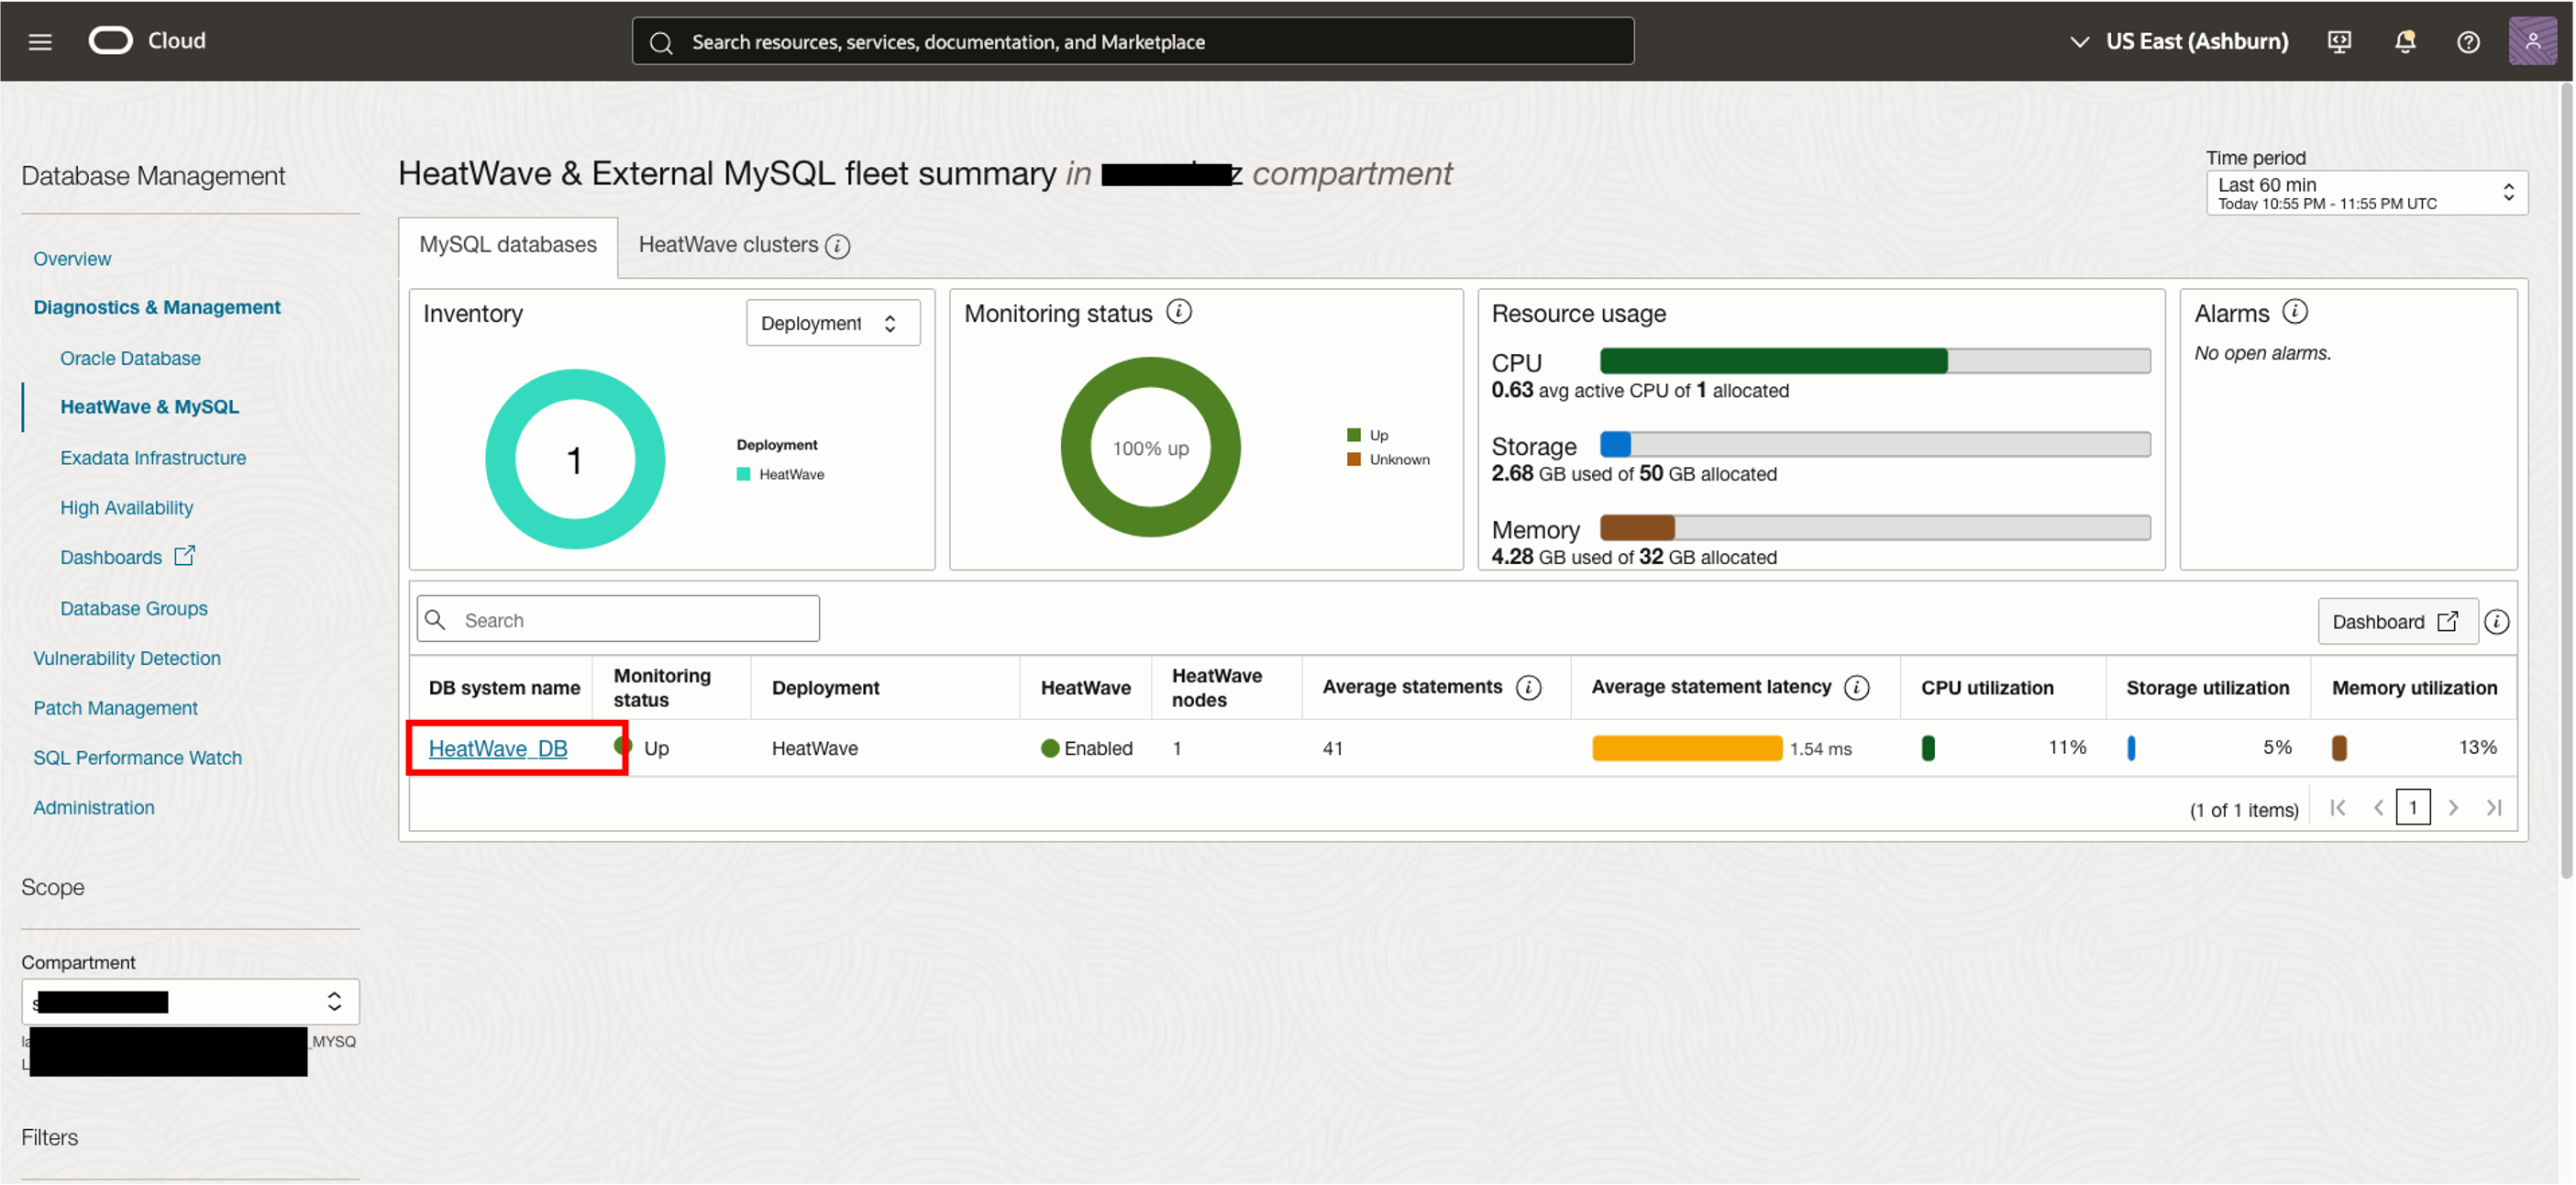 Cloud
Search resources, services, documentation, and Marketplace
US East (Ashburn)
Database Management
Overview
Diagnostics & Management
Oracle Database
HeatWave & MySQL
Exadata Infrastructure
High Availability
Dashboards
Database Groups
Vulnerability Detection
Patch Management
SQL Performance Watch
Administration
Scope
Compartment
_MYSQ
L
Filters
HeatWave & External MySQL fleet summary in z compartment
Time period
Last 60 min
Today 10:55 PM - 11:55 PM UTC
MySQL databases
HeatWave clusters
Inventory
Deployment
1
Deployment
HeatWave
Monitoring status
100% up
Up
Unknown
Resource usage
CPU
0.63 avg active CPU of 1 allocated
Storage
2.68 GB used of 50 GB allocated
Memory
4.28 GB used of 32 GB allocated
Alarms
No open alarms.
Search
Dashboard
DB system name
Monitoring
status
Deployment
HeatWave
HeatWave
nodes
Average statements
Average statement latency
CPU utilization
Storage utilization
Memory utilization
HeatWave_DB
Up
HeatWave
Enabled
1
41
1.54 ms
11%
5%
13%
(1 of 1 items)
1